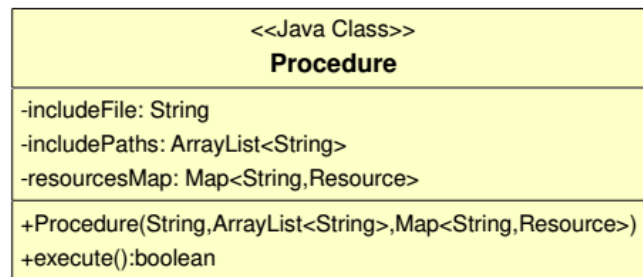 <<Java Class>>
Procedure
-includeFile: String
-includePaths: ArrayList<String>
-resourcesMap: Map<String,Resource>
+Procedure(String,ArrayList<String>,Map<String,Resource>)
+execute():boolean